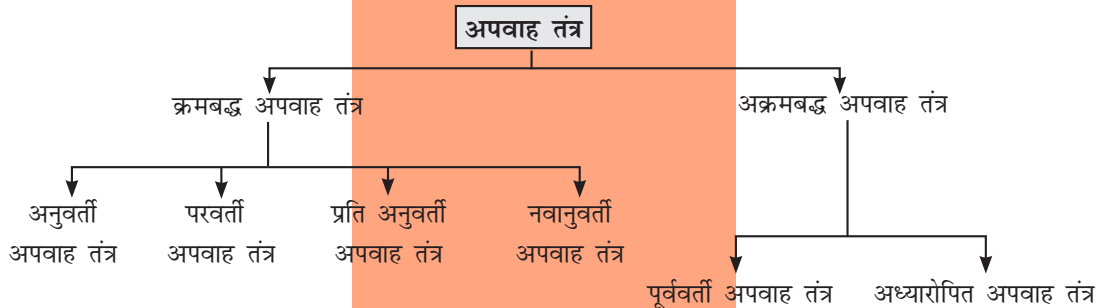 अपवाह तंत्र
क्रमबद्ध अपवाह तंत्र
अक्रमबद्ध अपवाह तंत्र
अनुवर्ती
अपवाह तंत्र
परवर्ती
अपवाह तंत्र
प्रति अनुवर्ती
अपवाह तंत्र
नवानुवर्ती
अपवाह तंत्र
पूर्ववर्ती अपवाह तंत्र
अध्यारोपित अपवाह तंत्र